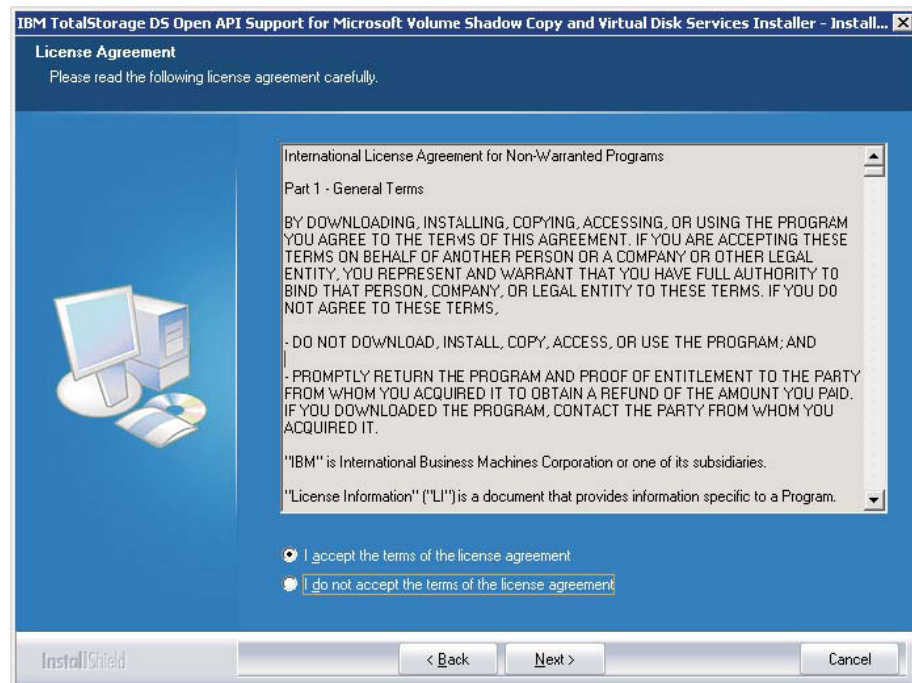 IBM TotalStorage DS Open API Support for Microsoft Volume Shadow Copy and Virtual Disk Services Installer - Install...
License Agreement
Please read the following license agreement carefully.
International License Agreement for Non-Warranted Programs
Part 1 - General Terms
BY DOWNLOADING, INSTALLING, COPYING, ACCESSING, OR USING THE PROGRAM
YOU AGREE TO THE TERMS OF THIS AGREEMENT. IF YOU ARE ACCEPTING THESE
TERMS ON BEHALF OF ANOTHER PERSON OR A COMPANY OR OTHER LEGAL
ENTITY, YOU REPRESENT AND WARRANT THAT YOU HAVE FULL AUTHORITY TO
BIND THAT PERSON, COMPANY, OR LEGAL ENTITY TO THESE TERMS. IF YOU DO
NOT AGREE TO THESE TERMS,
- DO NOT DOWNLOAD, INSTALL, COPY, ACCESS, OR USE THE PROGRAM; AND
- PROMPTLY RETURN THE PROGRAM AND PROOF OF ENTITLEMENT TO THE PARTY
FROM WHOM YOU ACQUIRED IT TO OBTAIN A REFUND OF THE AMOUNT YOU PAID.
IF YOU DOWNLOADED THE PROGRAM, CONTACT THE PARTY FROM WHOM YOU
ACQUIRED IT.
"IBM" is International Business Machines Corporation or one of its subsidiaries.
"License Information" ("LI") is a document that provides information specific to a Program.
I accept the terms of the license agreement
I do not accept the terms of the license agreement
InstallShield
< Back
Next >
Cancel